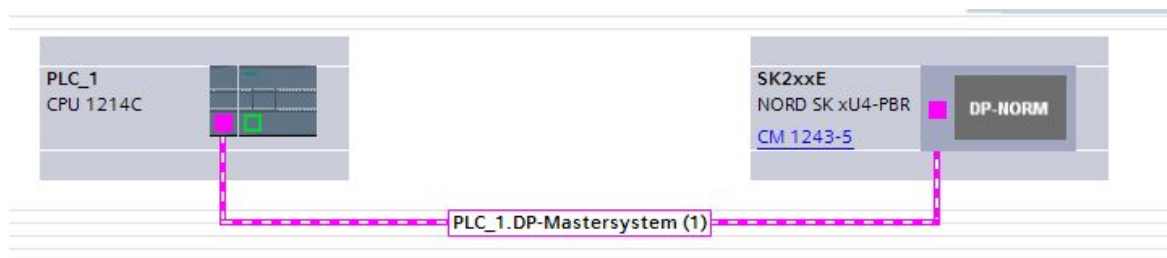 PLC_1
CPU 1214C
SK2xxE
NORD SK xU4-PBR
CM 1243-5
DP-NORM
PLC_1.DP-Mastersystem (1)